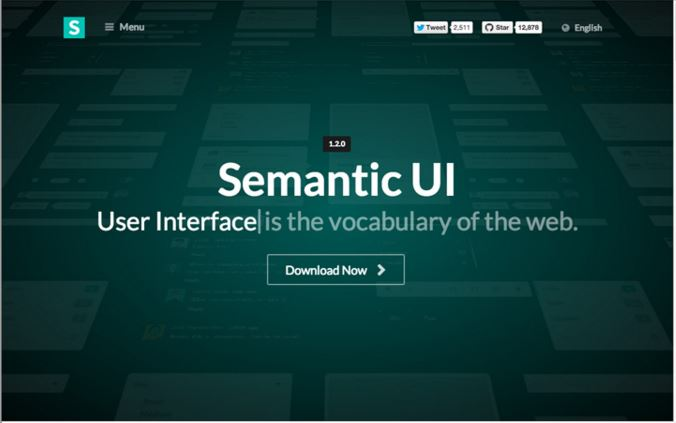 S Menu Tweet 2,511 Star 12,878 English
1.2.0
Semantic UI
User Interface is the vocabulary of the web.
Download Now